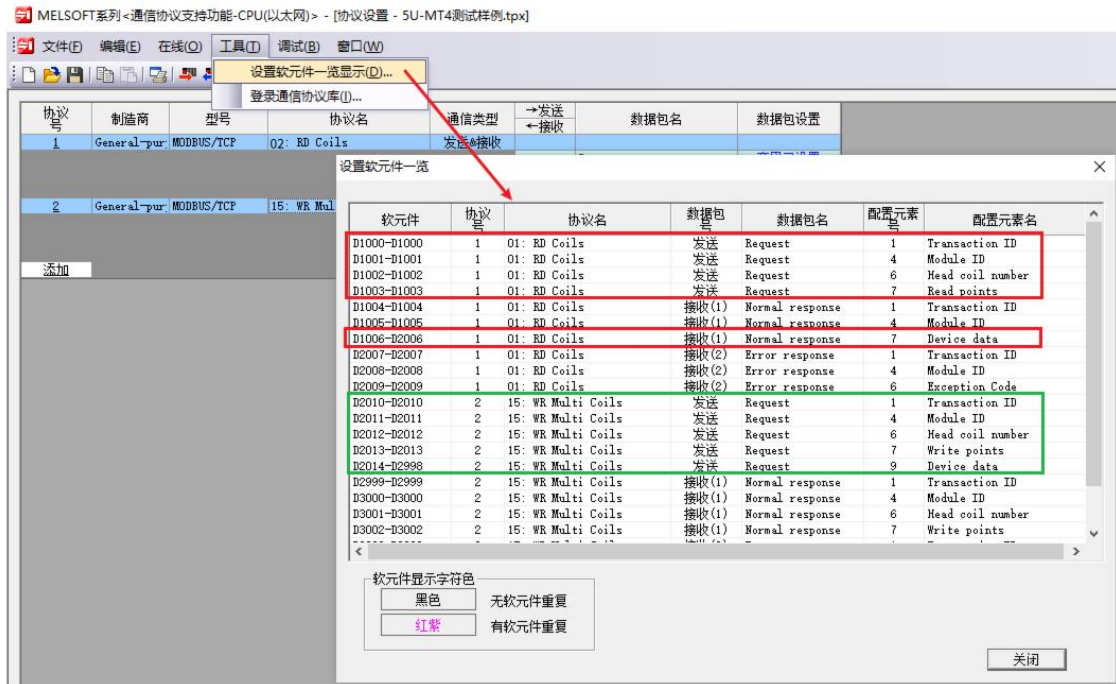 MELSOFT系列<通信协议支持功能-CPU(以太网)> - [协议设置 - 5U-MT4测试样例.tpx]
文件(F) 编辑(E) 在线(O) 工具(T) 调试(B) 窗口(W)
设置软元件一览显示(D)...
登录通信协议库(I)...
协议号 制造商 型号 协议名 通信类型 →发送 ←接收 数据包名 数据包设置
1 General-pur MODBUS/TCP 02: RD Coils 发送&接收
2 General-pur MODBUS/TCP 15: WR Mul
添加
设置软元件一览
软元件 协议号 协议名 数据包号 数据包名 配置元素号 配置元素名
D1000-D1000 1 01: RD Coils 发送 Request 1 Transaction ID
D1001-D1001 1 01: RD Coils 发送 Request 4 Module ID
D1002-D1002 1 01: RD Coils 发送 Request 6 Head coil number
D1003-D1003 1 01: RD Coils 发送 Request 7 Read points
D1004-D1004 1 01: RD Coils 接收(1) Normal response 1 Transaction ID
D1005-D1005 1 01: RD Coils 接收(1) Normal response 4 Module ID
D1006-D2006 1 01: RD Coils 接收(1) Normal response 7 Device data
D2007-D2007 1 01: RD Coils 接收(2) Error response 1 Transaction ID
D2008-D2008 1 01: RD Coils 接收(2) Error response 4 Module ID
D2009-D2009 1 01: RD Coils 接收(2) Error response 6 Exception Code
D2010-D2010 2 15: WR Multi Coils 发送 Request 1 Transaction ID
D2011-D2011 2 15: WR Multi Coils 发送 Request 4 Module ID
D2012-D2012 2 15: WR Multi Coils 发送 Request 6 Head coil number
D2013-D2013 2 15: WR Multi Coils 发送 Request 7 Write points
D2014-D2998 2 15: WR Multi Coils 发送 Request 9 Device data
D2999-D2999 2 15: WR Multi Coils 接收(1) Normal response 1 Transaction ID
D3000-D3000 2 15: WR Multi Coils 接收(1) Normal response 4 Module ID
D3001-D3001 2 15: WR Multi Coils 接收(1) Normal response 6 Head coil number
D3002-D3002 2 15: WR Multi Coils 接收(1) Normal response 7 Write points
软元件显示字符色
黑色 无软元件重复
红紫 有软元件重复
关闭